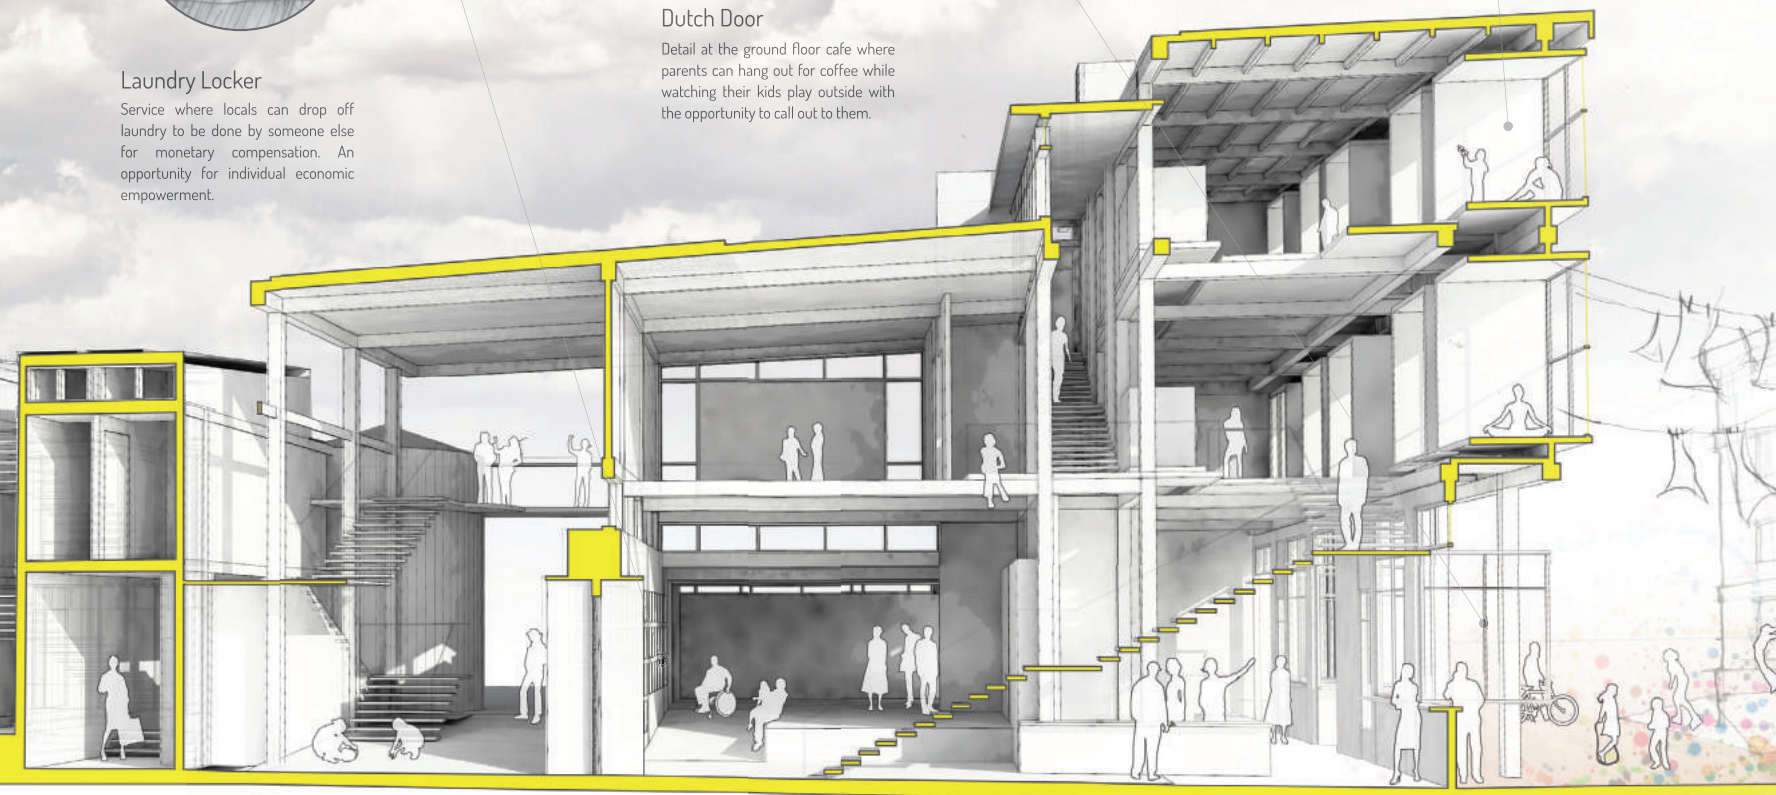 Laundry Locker
Service where locals can drop off
laundry to be done by someone else
for monetary compensation. An
opportunity for individual economic
empowerment.
Dutch Door
Detail at the ground floor cafe where
parents can hang out for coffee while
watching their kids play outside with
the opportunity to call out to them.